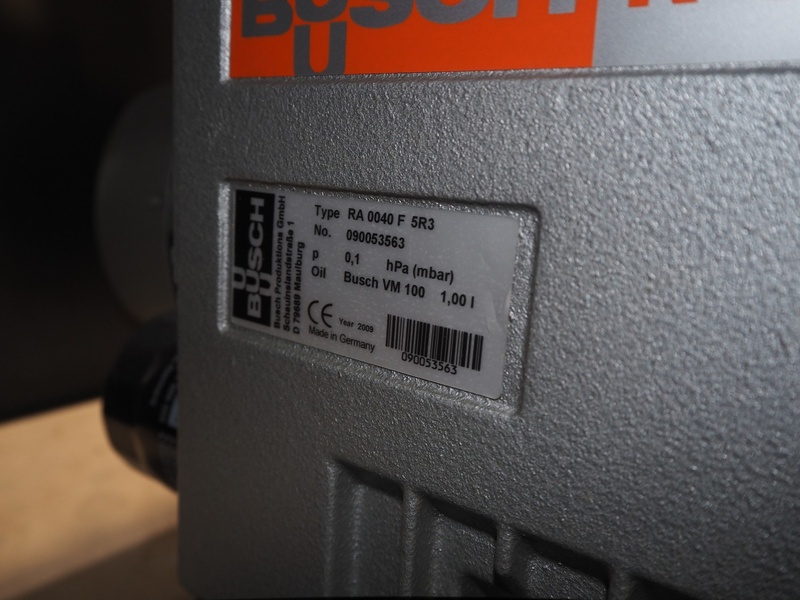 BUSCH
U
BUSCH
U
U
Busch Produktions GmbH
Schauinslandstraße 1
D 79689 Maulburg
Type RA 0040 F 5R3
No. 090053563
p 0,1 hPa (mbar)
Oil Busch VM 100 1,00 l
CE Year 2009
Made in Germany
090053563